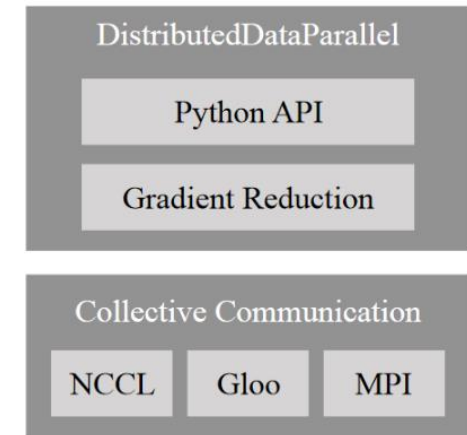 DistributedDataParallel
Python API
Gradient Reduction
Collective Communication
NCCL Gloo MPI